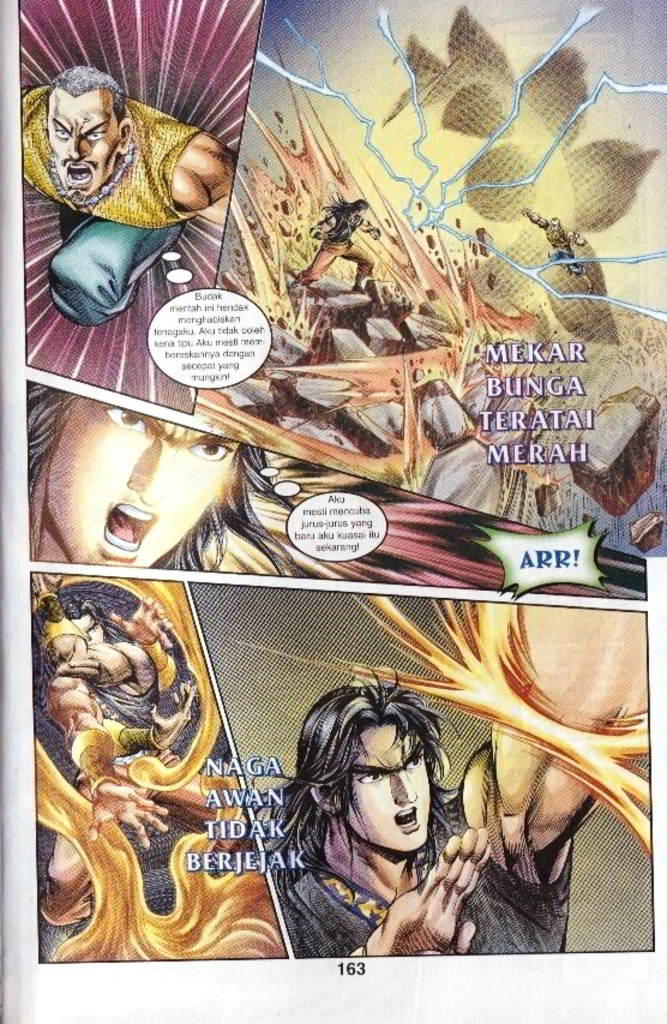 Budak
mentah ini hendak
menghabiskan
tenagaku. Aku tidak boleh
kena tipu. Aku mesti mem-
bereskannya dengan
secepat yang
mungkin!
MEKAR
BUNGA
TERATAI
MERAH
Aku
mesti mencuba
jurus-jurus yang
baru aku kuasai itu
sekarang!
ARR!
NAGA
AWAN
TIDAK
BERJEJAK
163